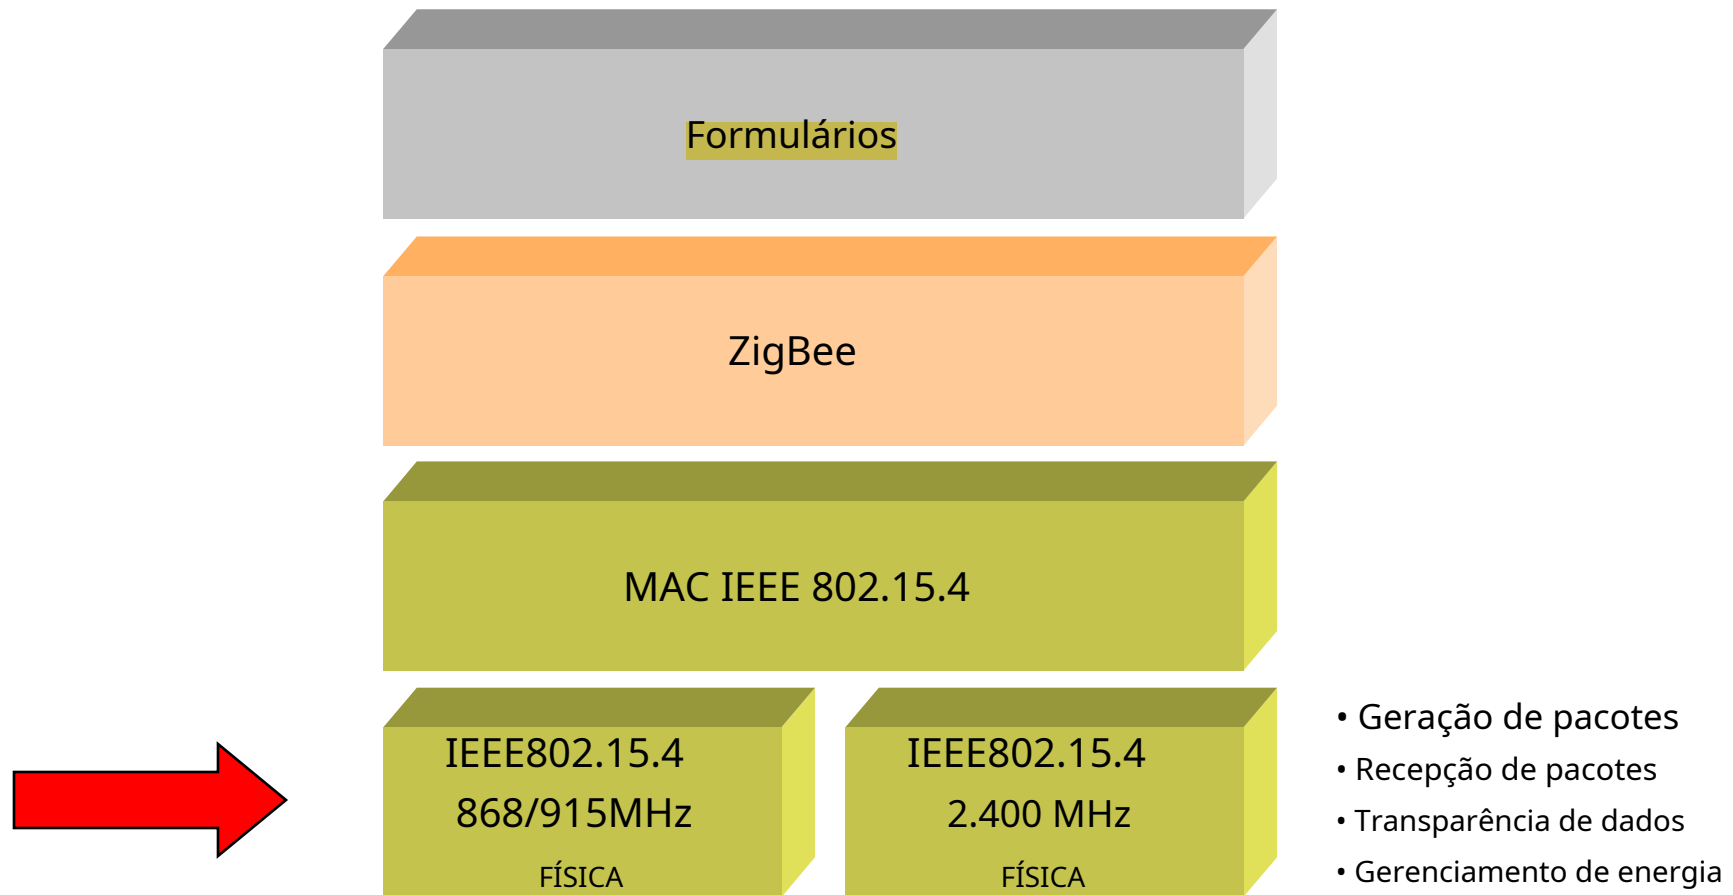 Formulários
ZigBee
MAC IEEE 802.15.4
IEEE802.15.4
868/915MHz
FÍSICA
IEEE802.15.4
2.400 MHz
FÍSICA
• Geração de pacotes
• Recepção de pacotes
• Transparência de dados
• Gerenciamento de energia